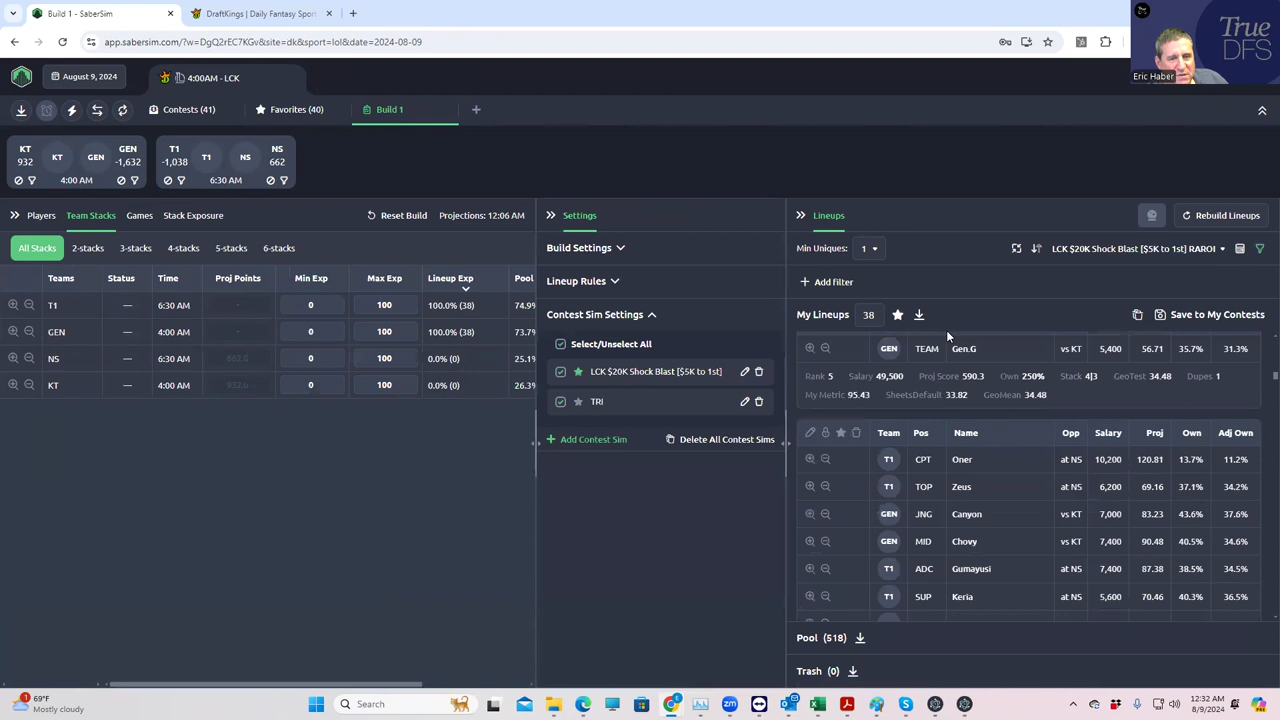 Build 1 - SaberSim
DraftKings | Daily Fantasy Sport
app.sabersim.com/?w=DgQ2rEC7KGv&site=dk&sport=lol&date=2024-08-09
True
DFS
Eric Haber
August 9, 2024
4:00AM - LCK
Contests (41)
Favorites (40)
Build 1
KT 932 KT GEN GEN -1,632
4:00 AM
T1 -1,038 T1 NS NS 662
6:30 AM
Players
Team Stacks
Games
Stack Exposure
Reset Build
Projections: 12:06 AM
All Stacks
2-stacks
3-stacks
4-stacks
5-stacks
6-stacks
Teams Status Time Proj Points Min Exp Max Exp Lineup Exp Pool
T1 — 6:30 AM - 0 100 100.0% (38) 74.9%
GEN — 4:00 AM - 0 100 100.0% (38) 73.7%
NS — 6:30 AM 662.0 0 100 0.0% (0) 25.1%
KT — 4:00 AM 932.0 0 100 0.0% (0) 26.3%
Settings
Build Settings
Lineup Rules
Contest Sim Settings
Select/Unselect All
LCK $20K Shock Blast [$5K to 1st]
TRI
Add Contest Sim
Delete All Contest Sims
Lineups
Rebuild Lineups
Min Uniques: 1
LCK $20K Shock Blast [$5K to 1st] RAROI
Add filter
My Lineups 38
Save to My Contests
GEN TEAM Gen.G vs KT 5,400 56.71 35.7% 31.3%
Rank 5 Salary 49,500 Proj Score 590.3 Own 250% Stack 4|3 GeoTest 34.48 Dupes 1
My Metric 95.43 SheetsDefault 33.82 GeoMean 34.48
Team Pos Name Opp Salary Proj Own Adj Own
T1 CPT Oner at NS 10,200 120.81 13.7% 11.2%
T1 TOP Zeus at NS 6,200 69.16 37.1% 34.2%
GEN JNG Canyon vs KT 7,000 83.23 43.6% 37.6%
GEN MID Chovy vs KT 7,400 90.48 40.5% 34.6%
T1 ADC Gumayusi at NS 7,400 87.38 38.5% 34.5%
T1 SUP Keria at NS 5,600 70.46 40.3% 36.5%
Pool (518)
Trash (0)
69°F
Mostly cloudy
Search
12:32 AM
8/9/2024